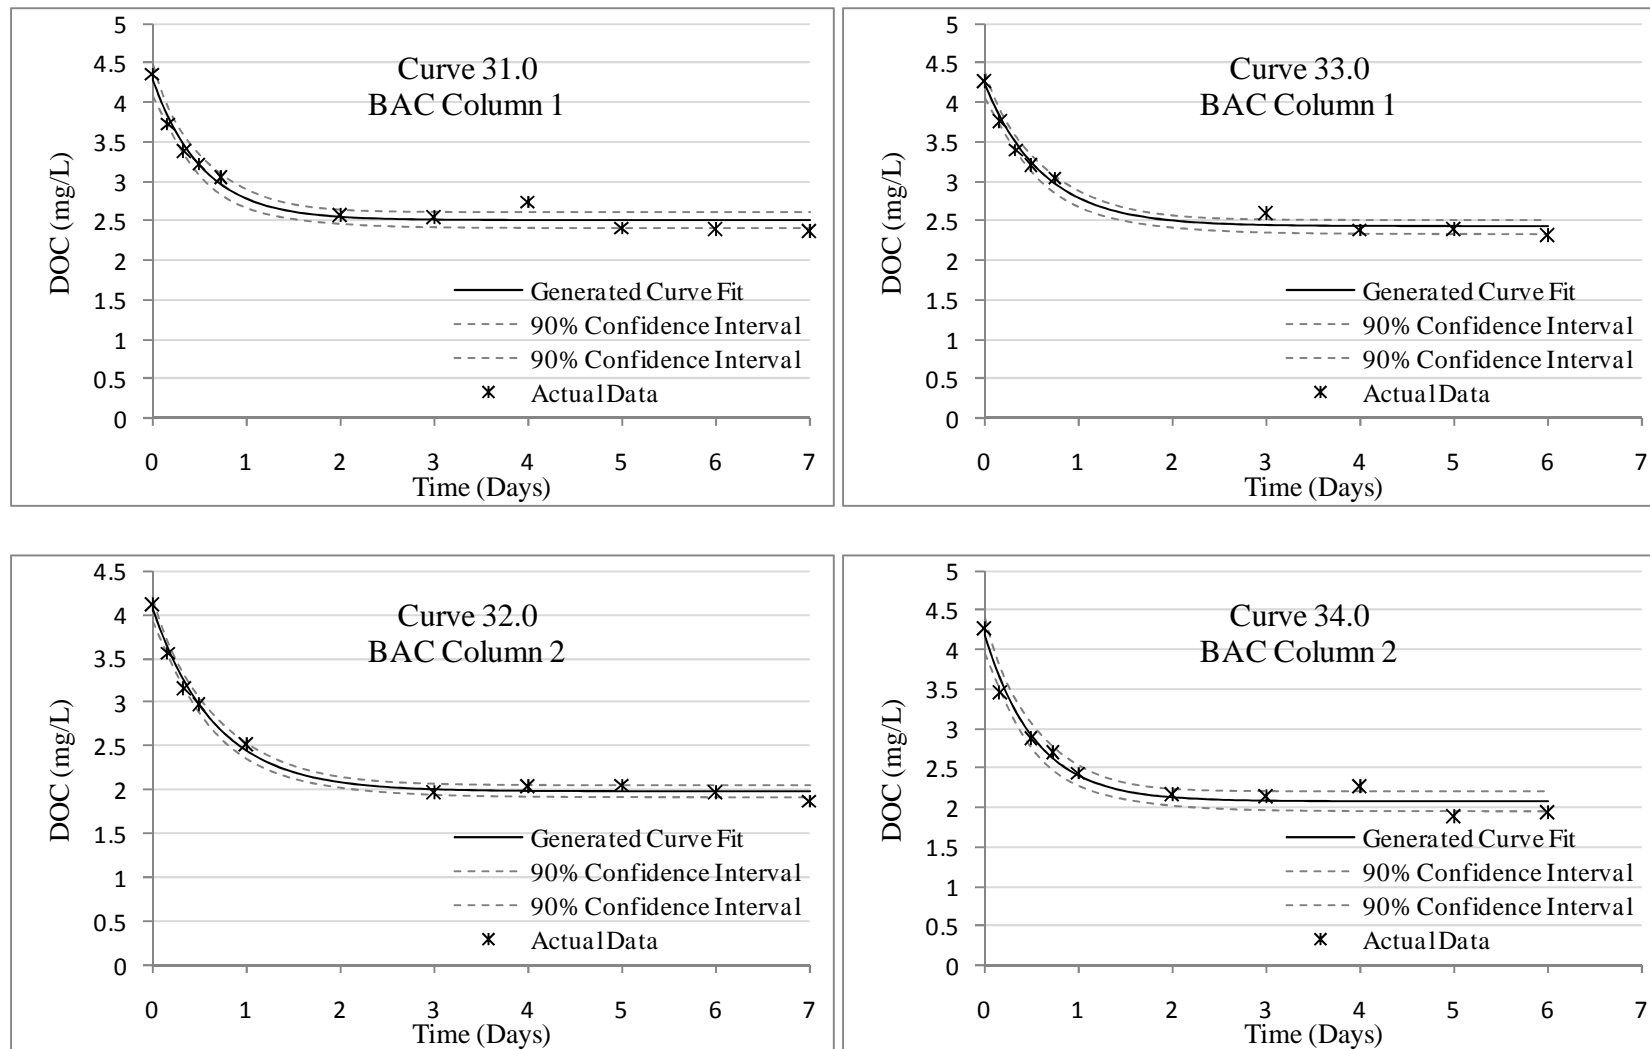 Curve 31.0
BAC Column 1
DOC (mg/L)
5
4.5
4
3.5
3
2.5
2
1.5
1
0.5
0
Generated Curve Fit
90% Confidence Interval
90% Confidence Interval
Actual Data
0 1 2 3 4 5 6 7
Time (Days)
Curve 33.0
BAC Column 1
DOC (mg/L)
5
4.5
4
3.5
3
2.5
2
1.5
1
0.5
0
Generated Curve Fit
90% Confidence Interval
90% Confidence Interval
Actual Data
0 1 2 3 4 5 6 7
Time (Days)
Curve 32.0
BAC Column 2
DOC (mg/L)
4.5
4
3.5
3
2.5
2
1.5
1
0.5
0
Generated Curve Fit
90% Confidence Interval
90% Confidence Interval
Actual Data
0 1 2 3 4 5 6 7
Time (Days)
Curve 34.0
BAC Column 2
DOC (mg/L)
5
4.5
4
3.5
3
2.5
2
1.5
1
0.5
0
Generated Curve Fit
90% Confidence Interval
90% Confidence Interval
Actual Data
0 1 2 3 4 5 6 7
Time (Days)